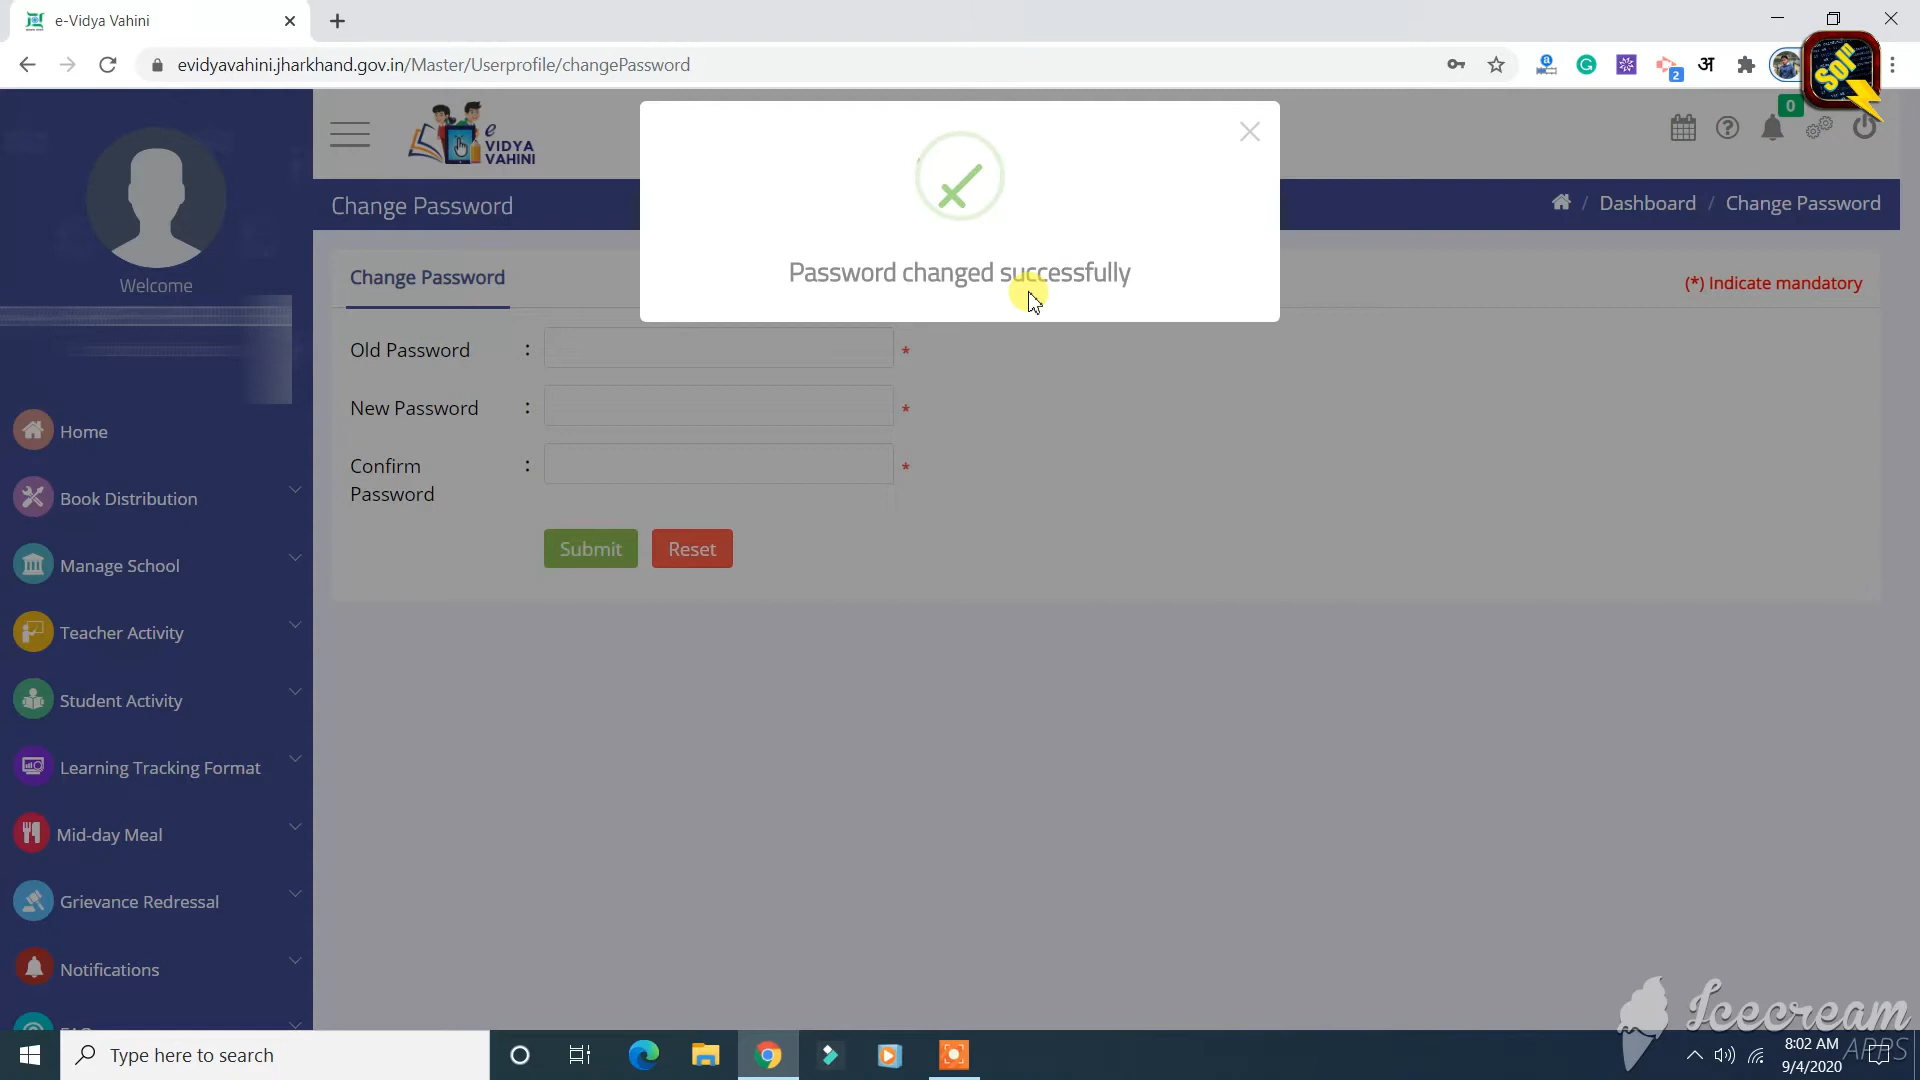 e-Vidya Vahini
evidyavahini.jharkhand.gov.in/Master/Userprofile/changePassword
2
अ
Sol in
e
VIDYA
VAHINI
0
Change Password
Dashboard / Change Password
Password changed successfully
Welcome
Change Password
(*) Indicate mandatory
Old Password : *
New Password : *
Confirm : *
Password
Submit Reset
Home
Book Distribution
Manage School
Teacher Activity
Student Activity
Learning Tracking Format
Mid-day Meal
Grievance Redressal
Notifications
Icecream
APPS
Type here to search
8:02 AM
9/4/2020